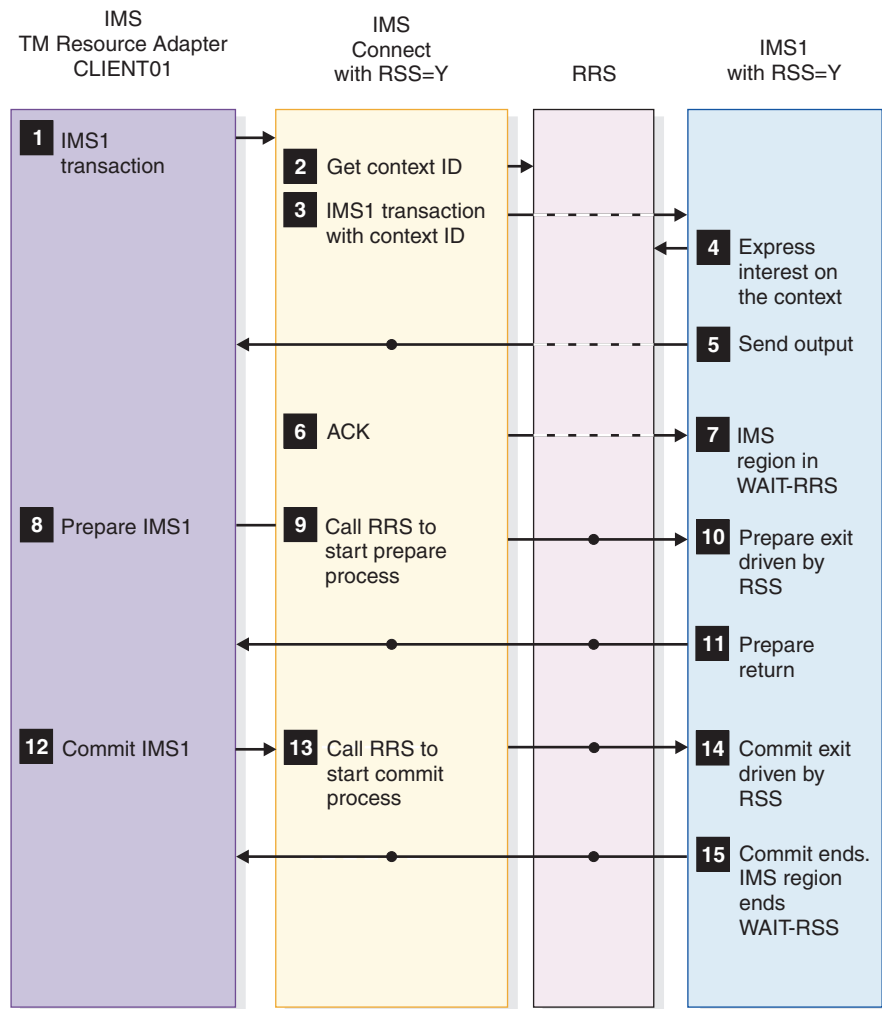 IMS
TM Resource Adapter
CLIENT01
IMS
Connect
with RSS=Y
RRS
IMS1
with RSS=Y
1 IMS1
transaction
2 Get context ID
3 IMS1 transaction
with context ID
4 Express
interest on
the context
5 Send output
6 ACK
7 IMS
region in
WAIT-RRS
8 Prepare IMS1
9 Call RRS to
start prepare
process
10 Prepare exit
driven by
RSS
11 Prepare
return
12 Commit IMS1
13 Call RRS to
start commit
process
14 Commit exit
driven by
RSS
15 Commit ends.
IMS region
ends
WAIT-RSS